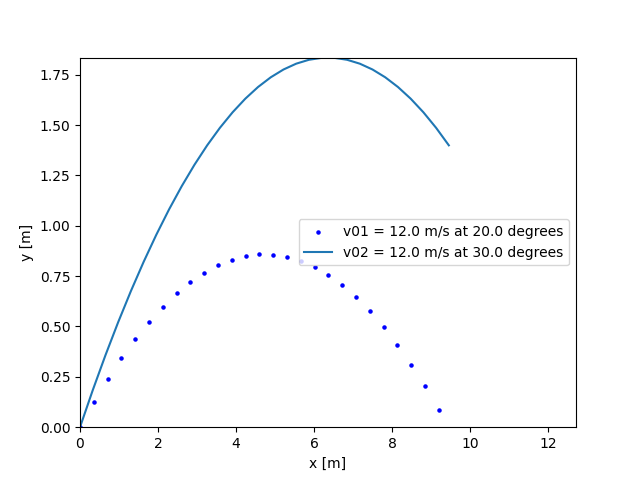 1.75
1.50
1.25
1.00
0.75
0.50
0.25
0.00
y [m]
v01 = 12.0 m/s at 20.0 degrees
v02 = 12.0 m/s at 30.0 degrees
0 2 4 6 8 10 12
x [m]